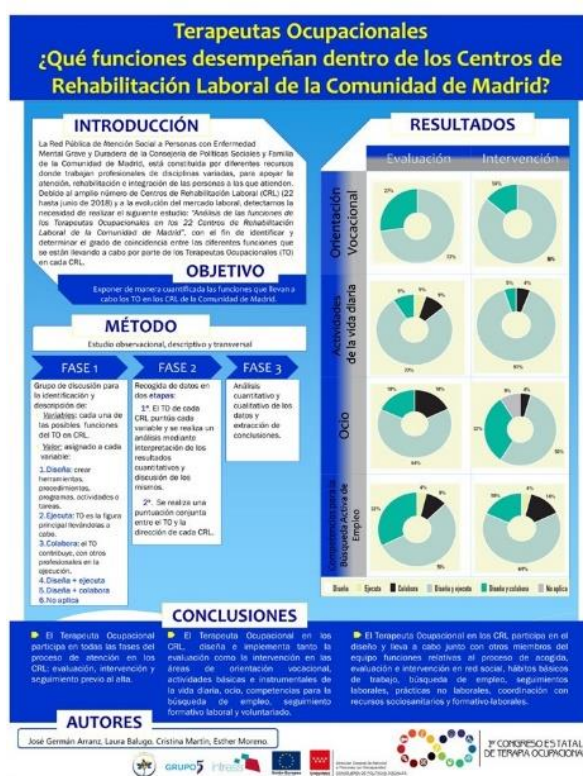 Terapeutas Ocupacionales
¿Qué funciones desempeñan dentro de los Centros de
Rehabilitación Laboral de la Comunidad de Madrid?
INTRODUCCIÓN
La Red Pública de Atención Social a Personas con Enfermedad
Mental Grave y Duradera de la Consejería de Políticas Sociales y Familia
de la Comunidad de Madrid, está constituida por diferentes recursos
donde trabajan profesionales de disciplinas variadas, para apoyar
la atención, rehabilitación e integración de las personas a las que atienden.
Debido al amplio número de Centros de Rehabilitación Laboral (CRL) (22
hasta junio de 2018) y a la evolución del mercado laboral, detectamos la
necesidad de realizar el siguiente estudio: "Análisis de las funciones de
los Terapeutas Ocupacionales en los 22 Centros de Rehabilitación
Laboral de la Comunidad de Madrid", con el fin de identificar y
determinar el grado de coincidencia entre las diferentes funciones que
se están llevando a cabo por parte de los Terapeutas Ocupacionales (TO)
en cada CRL.
OBJETIVO
Exponer de manera cuantificada las funciones que llevan a
cabo los TO en los CRL de la Comunidad de Madrid.
MÉTODO
Estudio observacional, descriptivo y transversal
FASE 1
Grupo de discusión para
la identificación y
descripción de:
Variables: cada una de
las posibles funciones
del TO en CRL.
Valor: asignado a cada
variable:
1.Diseña: crear
herramientas,
procedimientos,
programas, actividades o
tareas.
2.Ejecuta: TO es la figura
principal llevándolas a
cabo.
3.Colabora: el TO
contribuye, con otros
profesionales en la
ejecución.
4.Diseña + ejecuta
5.Diseña + colabora
6.No aplica
FASE 2
Recogida de datos en
dos etapas:
1ª. El TO de cada
CRL puntúa cada
variable y se realiza un
análisis mediante
interpretación de los
resultados
cuantitativos y
discusión de los
mismos.
2ª. Se realiza una
puntuación conjunta
entre el TO y la
dirección de cada CRL.
FASE 3
Análisis
cuantitativo y
cualitativo de los
datos y
extracción de
conclusiones.
RESULTADOS
Evaluación
Intervención
Orientación
Vocacional
Actividades
de la vida diaria
Ocio
Competencias para la
Búsqueda Activa de
Empleo
Diseña
Ejecuta
Colabora
Diseña y ejecuta
Diseña y colabora
No aplica
CONCLUSIONES
El Terapeuta Ocupacional
participa en todas las fases del
proceso de atención en los
CRL: evaluación, intervención y
seguimiento previo al alta.
El Terapeuta Ocupacional en los
CRL, diseña e implementa tanto la
evaluación como la intervención en las
áreas de orientación vocacional,
actividades básicas e instrumentales de
la vida diaria, ocio, competencias para la
búsqueda de empleo, seguimiento
formativo laboral y voluntariado.
El Terapeuta Ocupacional en los CRL participa en el
diseño y lleva a cabo junto con otros miembros del
equipo funciones relativas al proceso de acogida,
evaluación e intervención en red social, hábitos básicos
de trabajo, búsqueda de empleo, seguimientos
laborales, prácticas no laborales, coordinación con
recursos sociosanitarios y formativo-laborales.
AUTORES
José Germán Arranz, Laura Balugo, Cristina Martín, Esther Moreno.
GRUPO 5
intress
CONGRESO ESTATAL
DE TERAPIA OCUPACIONAL